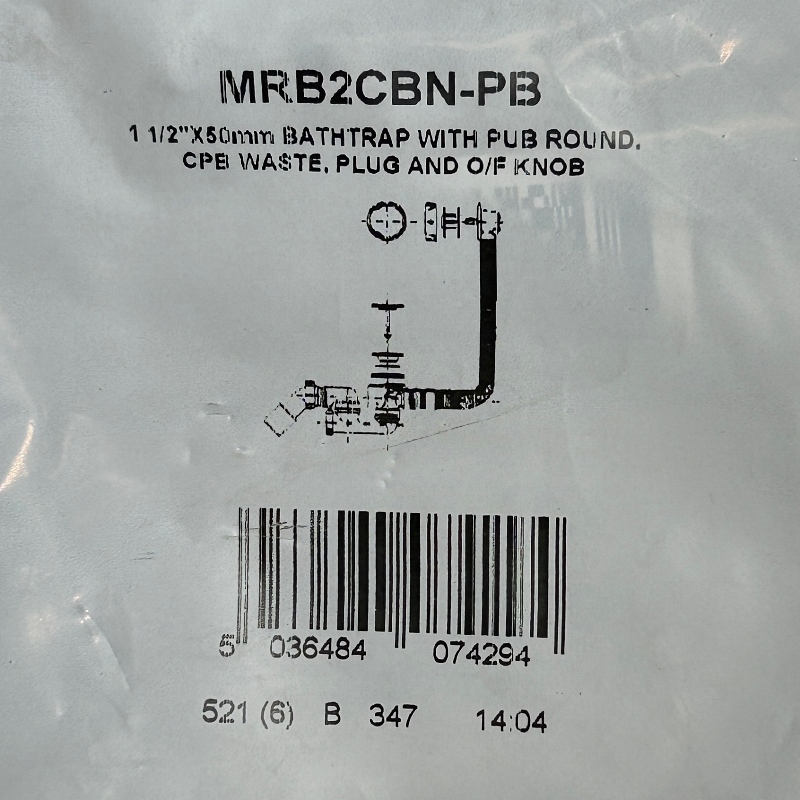 MRB2CBN-PB
1 1/2"X50mm BATHTRAP WITH PUB ROUND,
CPB WASTE, PLUG AND O/F KNOB
5 036484 074294
521 (6) B 347 14:04